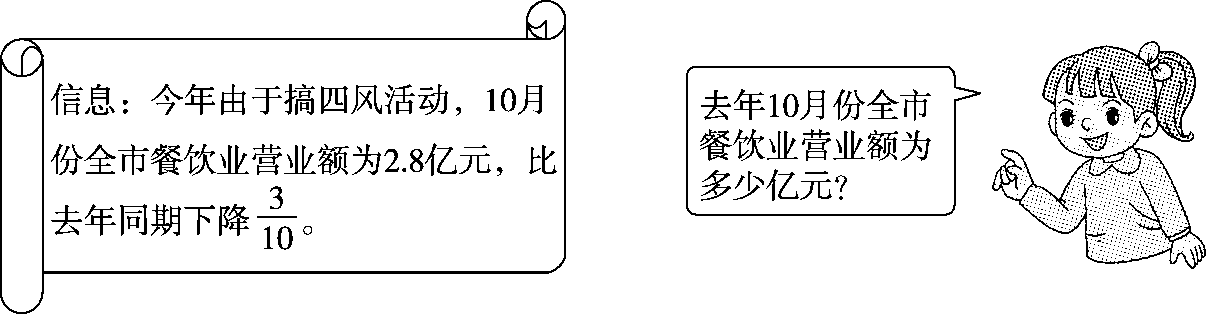 信息：今年由于搞四风活动，10月
份全市餐饮业营业额为2.8亿元，比
去年同期下降3/10。
去年10月份全市
餐饮业营业额为
多少亿元？